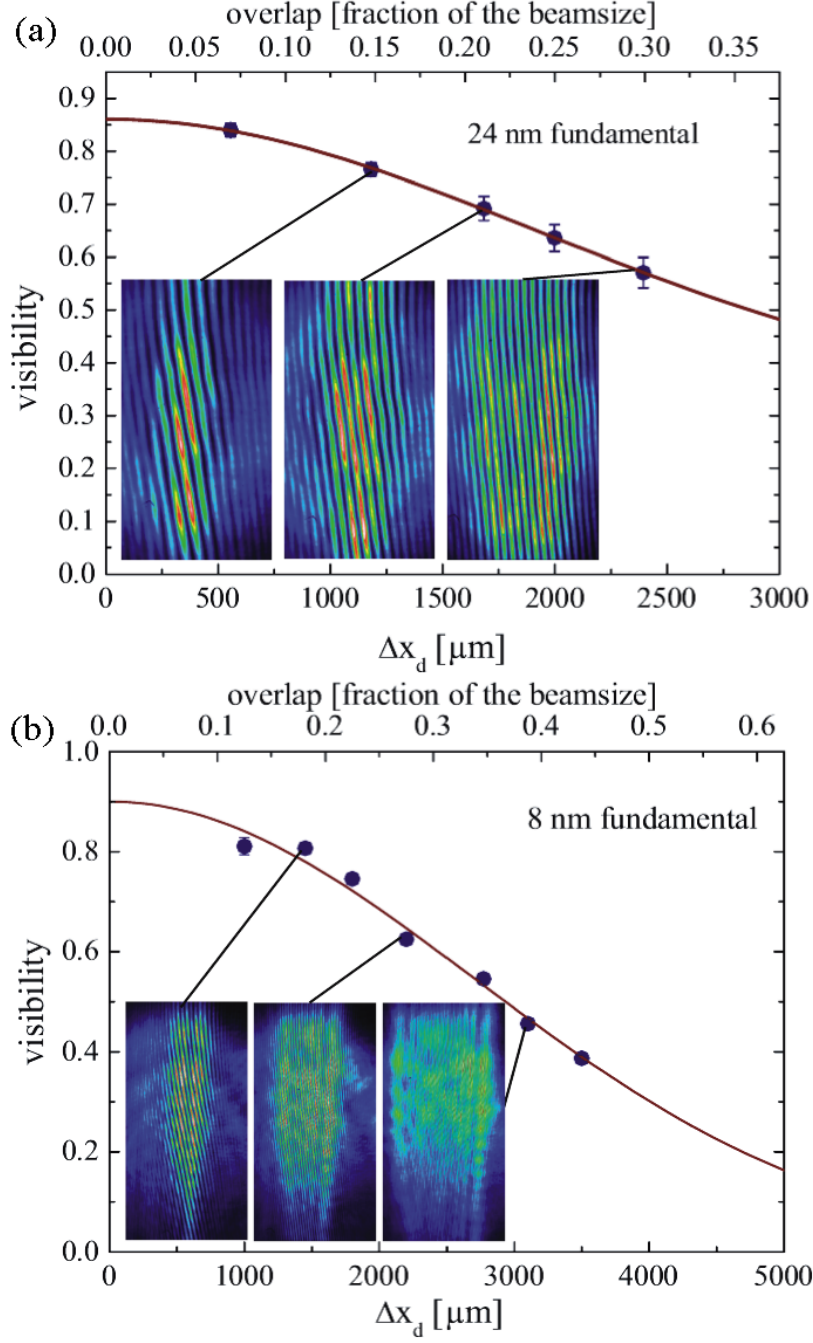 (a)
overlap [fraction of the beamsize]
0.00 0.05 0.10 0.15 0.20 0.25 0.30 0.35
0.9
0.8
0.7
0.6
0.5
0.4
0.3
0.2
0.1
0.0
visibility
24 nm fundamental
0 500 1000 1500 2000 2500 3000
Δx_d [µm]
(b)
overlap [fraction of the beamsize]
0.0 0.1 0.2 0.3 0.4 0.5 0.6
1.0
0.8
0.6
0.4
0.2
0.0
visibility
8 nm fundamental
0 1000 2000 3000 4000 5000
Δx_d [µm]